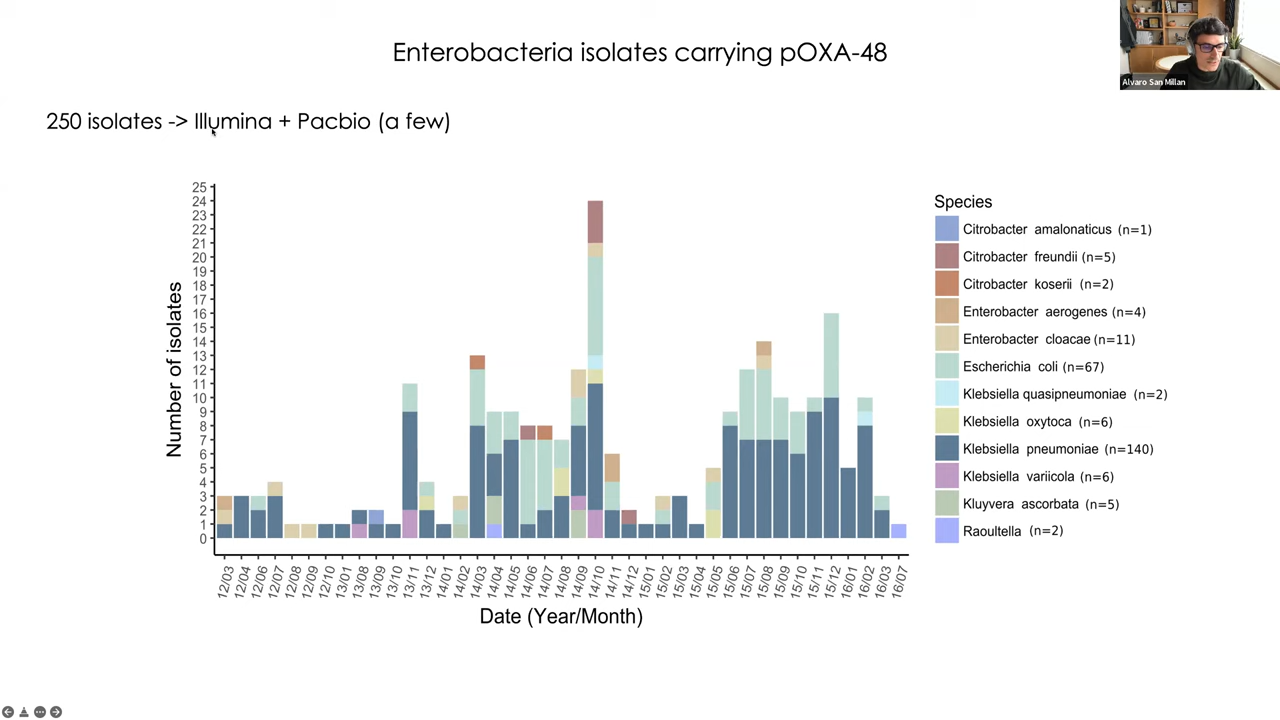 Enterobacteria isolates carrying pOXA-48
Alvaro San Millan
250 isolates -> Illumina + Pacbio (a few)
Number of isolates
25
24
23
22
21
20
19
18
17
16
15
14
13
12
11
10
9
8
7
6
5
4
3
2
1
0
12/03 12/04 12/06 12/07 12/08 12/09 12/10 13/01 13/08 13/09 13/10 13/11 13/12 14/01 14/02 14/03 14/04 14/05 14/06 14/07 14/08 14/09 14/10 14/11 14/12 15/01 15/02 15/03 15/04 15/05 15/06 15/07 15/08 15/09 15/10 15/11 15/12 16/01 16/02 16/03 16/07
Date (Year/Month)
Species
Citrobacter amalonaticus (n=1)
Citrobacter freundii (n=5)
Citrobacter koserii (n=2)
Enterobacter aerogenes (n=4)
Enterobacter cloacae (n=11)
Escherichia coli (n=67)
Klebsiella quasipneumoniae (n=2)
Klebsiella oxytoca (n=6)
Klebsiella pneumoniae (n=140)
Klebsiella variicola (n=6)
Kluyvera ascorbata (n=5)
Raoultella (n=2)